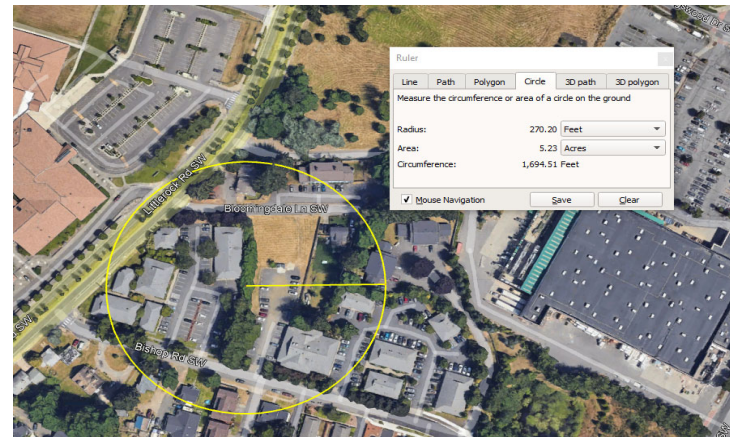 Ruler
Line Path Polygon Circle 3D path 3D polygon
Measure the circumference or area of a circle on the ground
Radius: 270.20 Feet
Area: 5.23 Acres
Circumference: 1,694.51 Feet
Mouse Navigation Save Clear
Littlerock Rd SW
Bloomingdale Ln SW
Bishop Rd SW
SW
SW